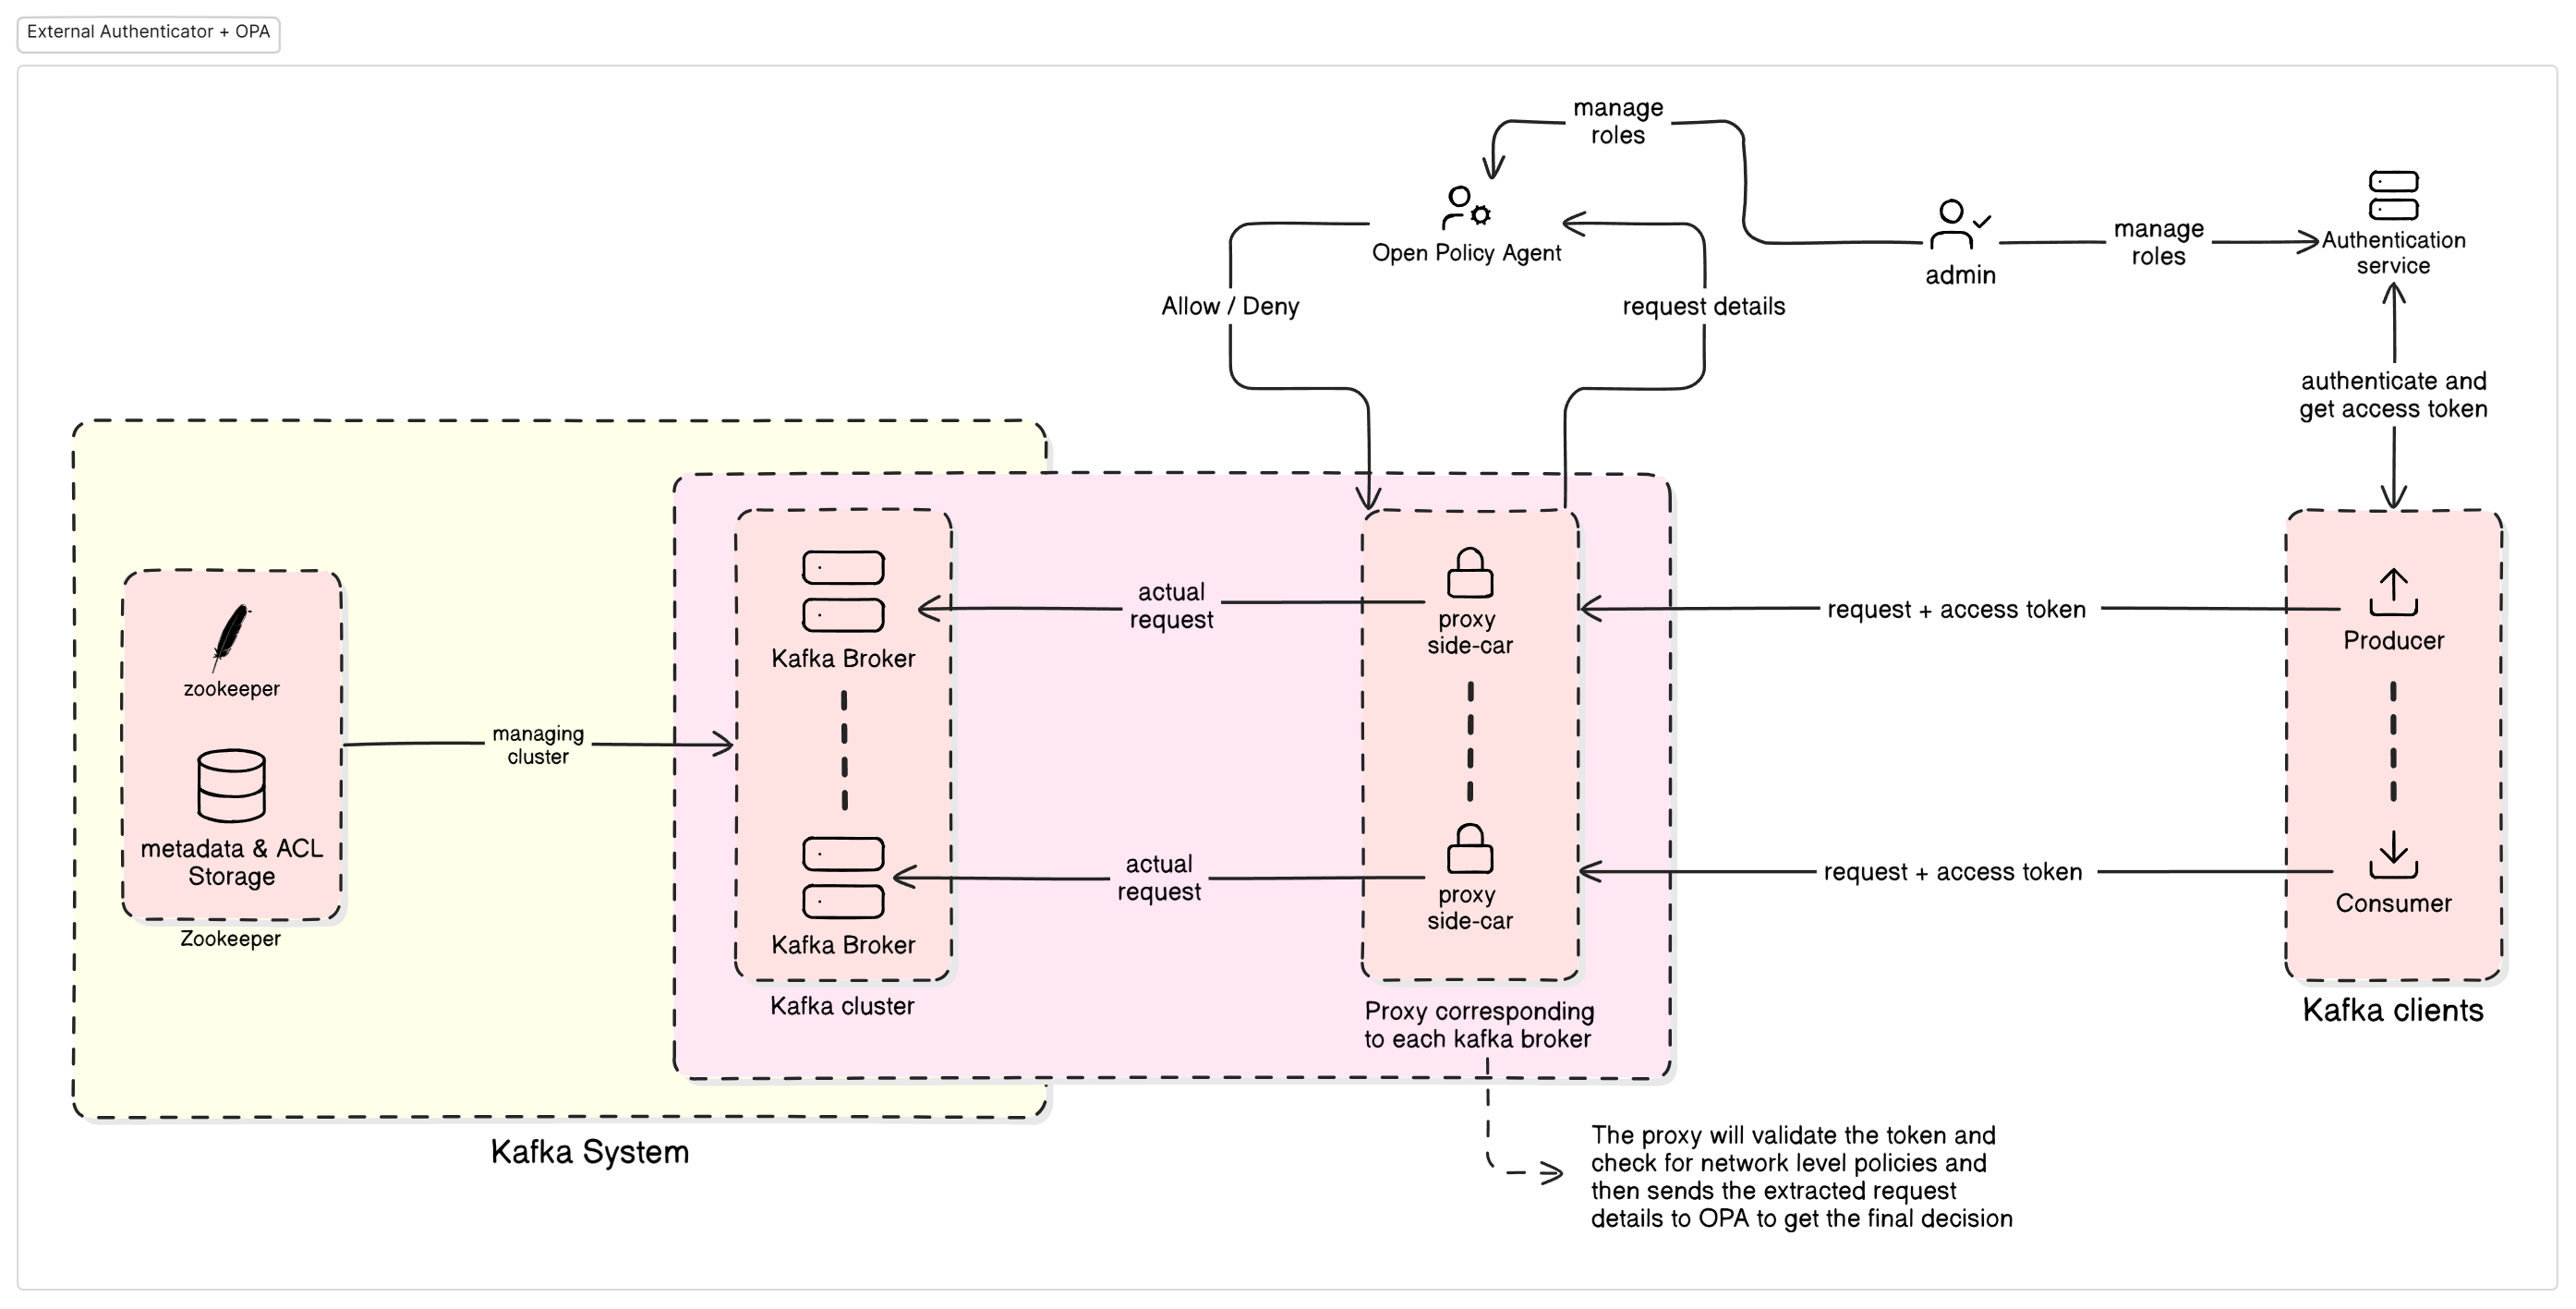 External Authenticator + OPA
manage
roles
Open Policy Agent
admin
manage
roles
Authentication
service
Allow / Deny
request details
authenticate and
get access token
zookeeper
metadata & ACL
Storage
Zookeeper
managing
cluster
Kafka Broker
Kafka Broker
Kafka cluster
actual
request
actual
request
proxy
side-car
proxy
side-car
Proxy corresponding
to each kafka broker
request + access token
request + access token
Producer
Consumer
Kafka clients
Kafka System
The proxy will validate the token and
check for network level policies and
then sends the extracted request
details to OPA to get the final decision